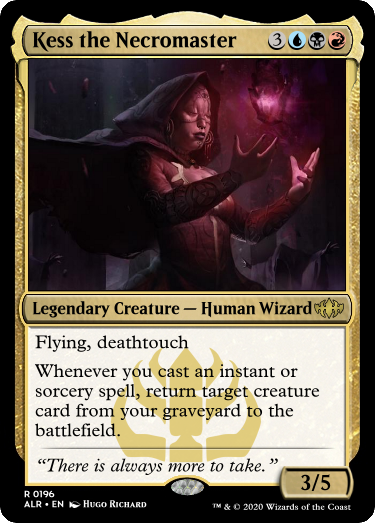 Kess the Necromaster 3
Legendary Creature — Human Wizard
Flying, deathtouch
Whenever you cast an instant or
sorcery spell, return target creature
card from your graveyard to the
battlefield.
“There is always more to take.”
3/5
R 0196
ALR • EN Hugo Richard
™ & © 2020 Wizards of the Coast